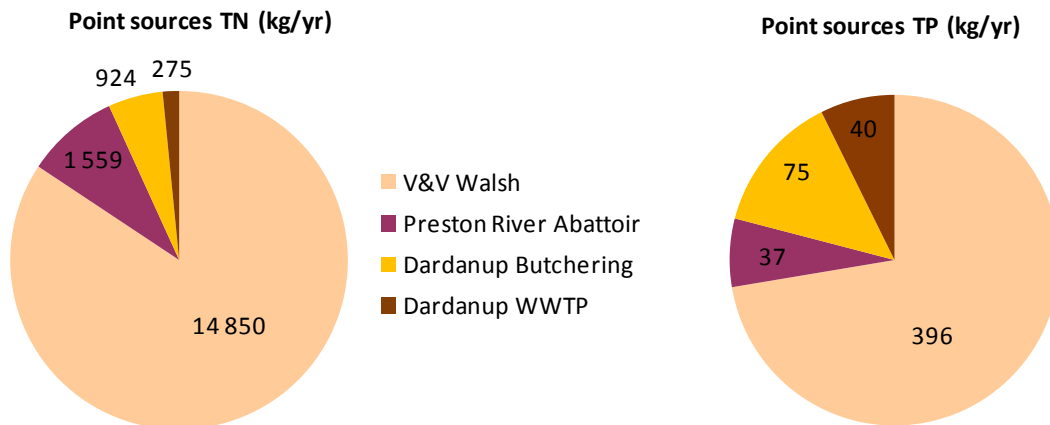 Point sources TN (kg/yr)
275
924
1 559
14 850
V&V Walsh
Preston River Abattoir
Dardanup Butchering
Dardanup WWTP
Point sources TP (kg/yr)
40
75
37
396